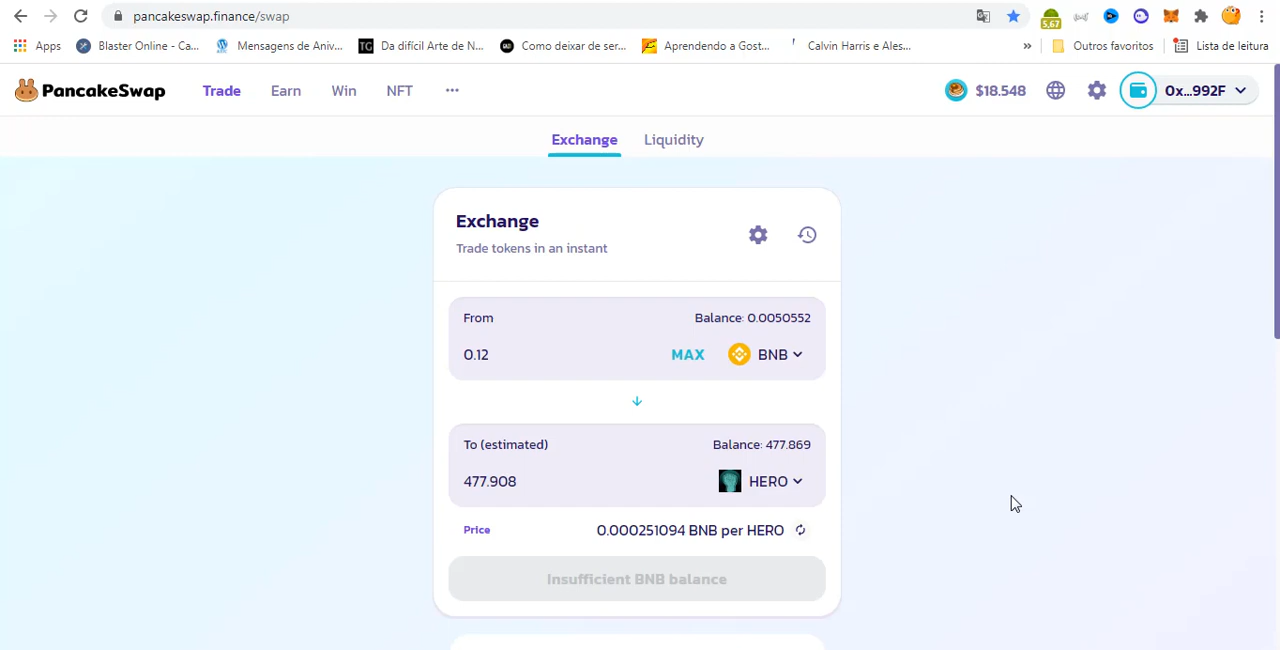 pancakeswap.finance/swap
5.67
Apps
Blaster Online - Ca...
Mensagens de Aniv...
TG
Da difícil Arte de N...
Como deixar de ser...
Aprendendo a Gost...
Calvin Harris e Ales...
»
Outros favoritos
Lista de leitura
PancakeSwap
Trade
Earn
Win
NFT
...
$18.548
0x...992F
Exchange
Liquidity
Exchange
Trade tokens in an instant
From
Balance: 0.0050552
0.12
MAX
BNB
To (estimated)
Balance: 477.869
477.908
HERO
Price
0.000251094 BNB per HERO
Insufficient BNB balance